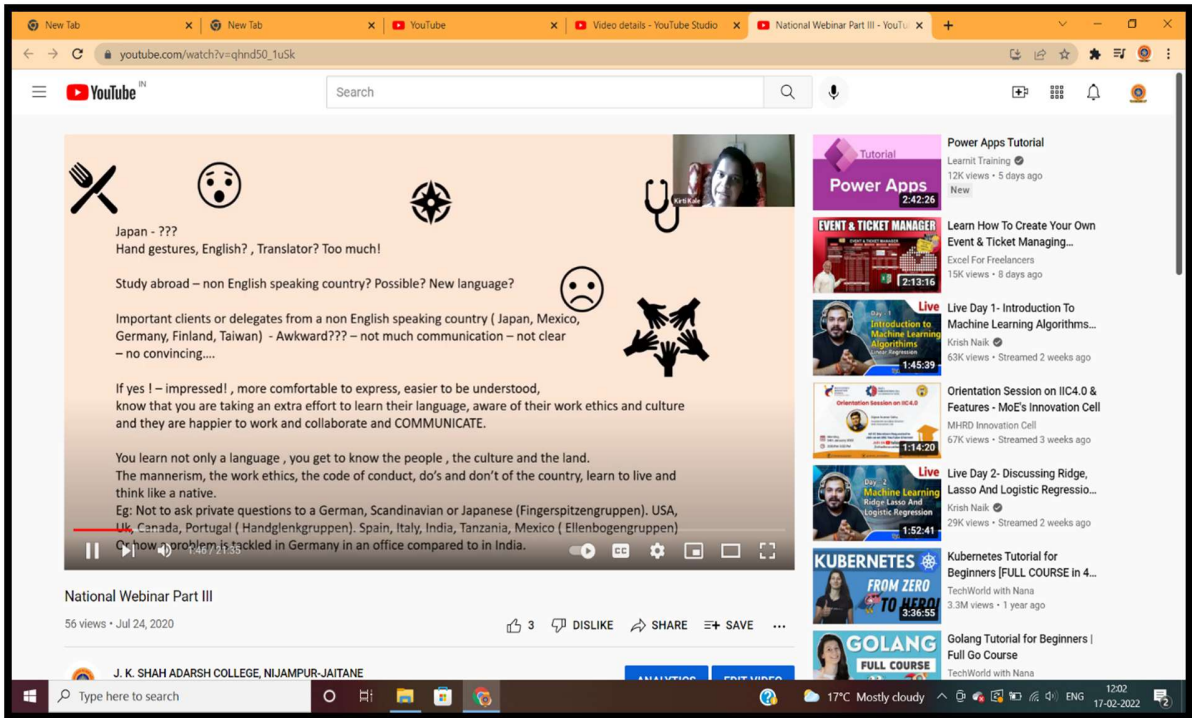 New Tab
New Tab
YouTube
Video details - YouTube Studio
National Webinar Part III - YouTu
youtube.com/watch?v=qhnd50_1uSk
YouTube IN
Search
Kirti Kale
Japan - ???
Hand gestures, English? , Translator? Too much!
Study abroad – non English speaking country? Possible? New language?
Important clients or delegates from a non English speaking country ( Japan, Mexico,
Germany, Finland, Taiwan) - Awkward??? – not much communication – not clear
– no convincing....
If yes ! – impressed! , more comfortable to express, easier to be understood,
know that you are taking an extra effort to learn their language, aware of their work ethics and culture
and they are happier to work and collaborate and COMMUNICATE.
You learn not only language , you get to know the people , the culture and the land.
The mannerism, the work ethics, the code of conduct, do's and don't of the country, learn to live and
think like a native.
Eg: Not to ask private questions to a German, Scandinavian or Japanese (Fingerspitzengruppen). USA,
Uk, Canada, Portugal ( Handglenkgruppen). Spain, Italy, India, Tanzania, Mexico ( Ellenbogengruppen)
Or how a problem is tackled in Germany in an office compared to in India.
CC
National Webinar Part III
56 views • Jul 24, 2020
3 DISLIKE SHARE SAVE ...
J. K. SHAH ADARSH COLLEGE, NIJAMPUR-JAITANE
ANALYTICS EDIT VIDEO
Tutorial
Power Apps
2:42:26
Power Apps Tutorial
Learnit Training
12K views • 5 days ago
New
EVENT & TICKET MANAGER
2:13:16
Learn How To Create Your Own
Event & Ticket Managing...
Excel For Freelancers
15K views • 8 days ago
Live
Day - 1
Introduction to
Machine Learning
Algorithms
Linear Regression
1:45:39
Live Day 1- Introduction To
Machine Learning Algorithms...
Krish Naik
63K views • Streamed 2 weeks ago
Orientation Session on IIC4.0
1:14:20
Orientation Session on IIC4.0 &
Features - MoE's Innovation Cell
MHRD Innovation Cell
67K views • Streamed 3 weeks ago
Live
Day - 2
Machine Learning
Ridge Lasso And
Logistic Regression
1:52:41
Live Day 2- Discussing Ridge,
Lasso And Logistic Regressio...
Krish Naik
29K views • Streamed 2 weeks ago
KUBERNETES
FROM ZERO
TO HERO!
3:36:55
Kubernetes Tutorial for
Beginners [FULL COURSE in 4...
TechWorld with Nana
3.3M views • 1 year ago
GOLANG
FULL COURSE
Golang Tutorial for Beginners |
Full Go Course
TechWorld with Nana
Type here to search
17°C Mostly cloudy
ENG
12:02
17-02-2022
2